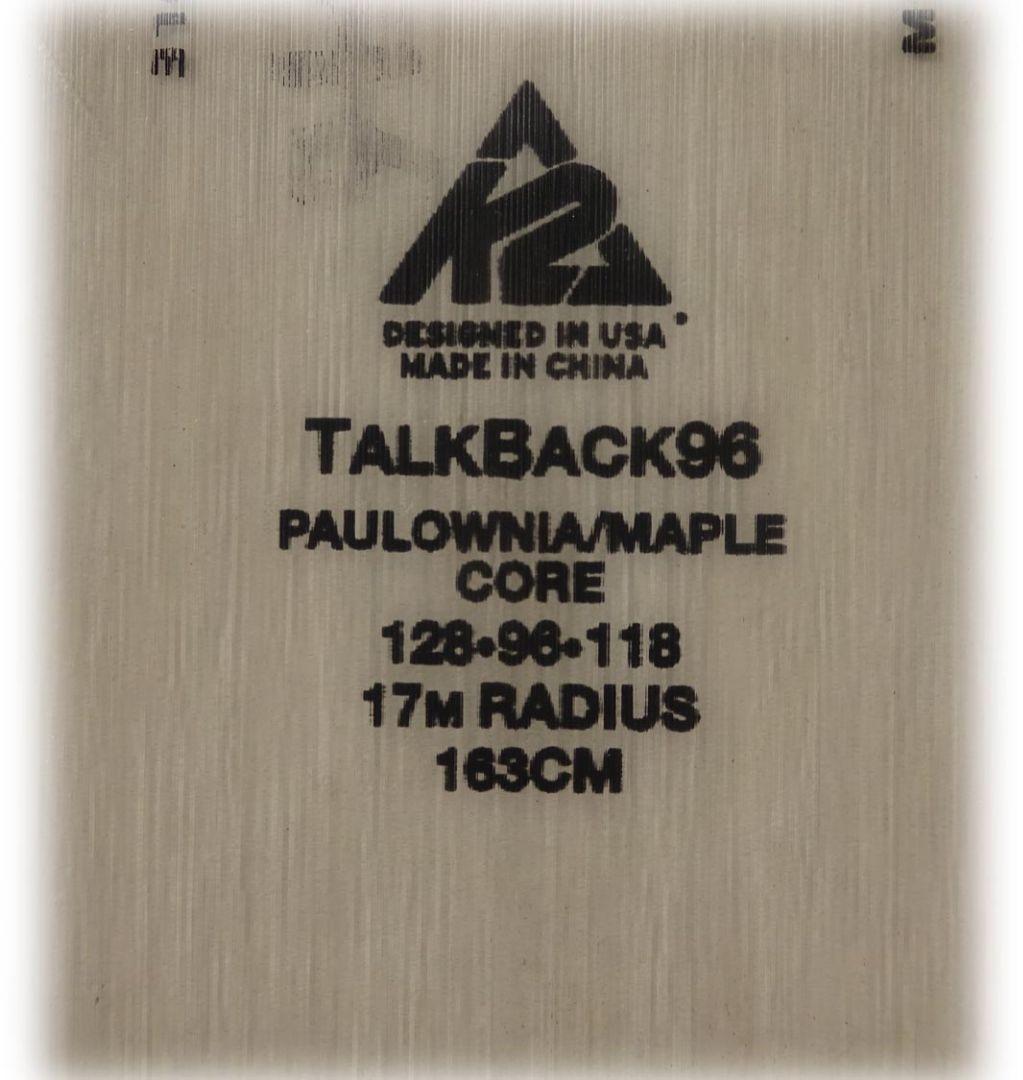 K2
DESIGNED IN USA
MADE IN CHINA
TALKBACK96
PAULOWNIA/MAPLE
CORE
128•96•118
17M RADIUS
163CM